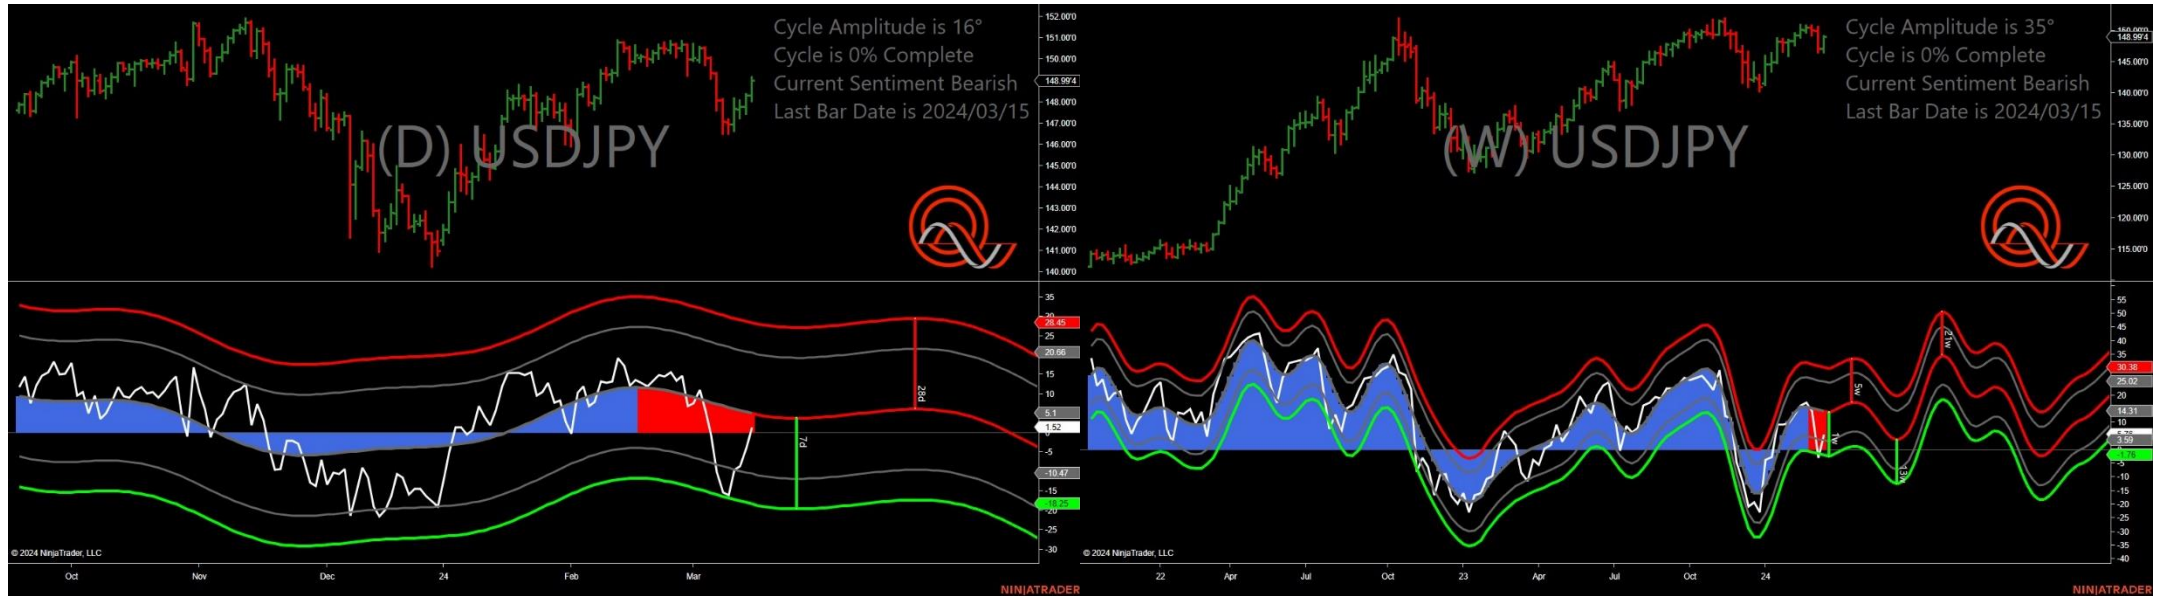 Cycle Amplitude is 16°
Cycle is 0% Complete
Current Sentiment Bearish
Last Bar Date is 2024/03/15
(D) USDJPY
152.00'0
151.00'0
150.00'0
148.99'4
148.00'0
147.00'0
146.00'0
145.00'0
144.00'0
143.00'0
142.00'0
141.00'0
140.00'0
35
28.45
25
20.66
15
10
5.1
1.52
-5
-10.47
-15
-18.25
-25
-30
28d
7d
© 2024 NinjaTrader, LLC
Oct Nov Dec 24 Feb Mar
NINJATRADER
Cycle Amplitude is 35°
Cycle is 0% Complete
Current Sentiment Bearish
Last Bar Date is 2024/03/15
(W) USDJPY
148.99'4
145.00'0
140.00'0
135.00'0
130.00'0
125.00'0
120.00'0
115.00'0
55
50
45
40
35
30.38
25.02
20
14.31
3.59
-1.76
-5
-10
-15
-20
-25
-30
-35
-40
21w
5w
1w
13w
© 2024 NinjaTrader, LLC
22 Apr Jul Oct 23 Apr Jul Oct 24
NINJATRADER